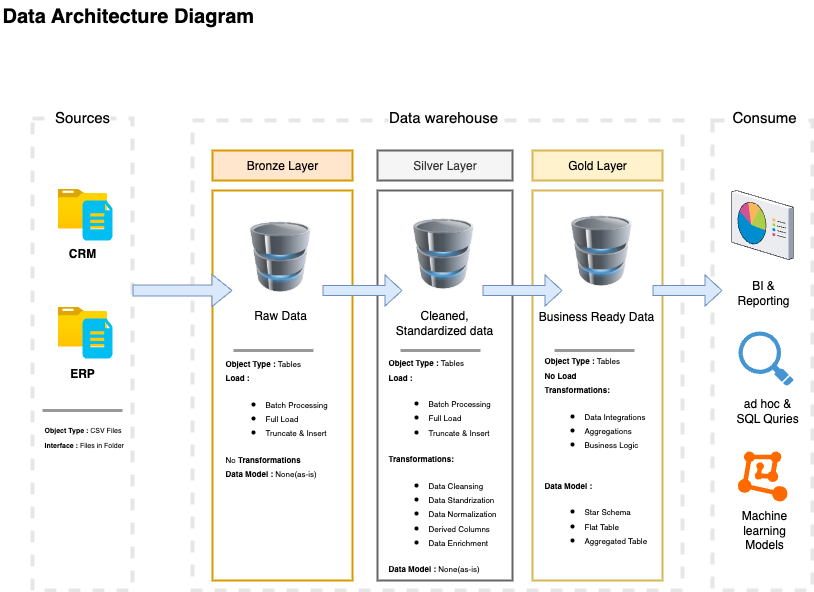 Data Architecture Diagram
Sources
CRM
ERP
Object Type : CSV Files
Interface : Files in Folder
Data warehouse
Bronze Layer
Raw Data
Object Type : Tables
Load :
Batch Processing
Full Load
Truncate & Insert
No Transformations
Data Model : None(as-is)
Silver Layer
Cleaned,
Standardized data
Object Type : Tables
Load :
Batch Processing
Full Load
Truncate & Insert
Transformations:
Data Cleansing
Data Standrization
Data Normalization
Derived Columns
Data Enrichment
Data Model : None(as-is)
Gold Layer
Business Ready Data
Object Type : Tables
No Load
Transformations:
Data Integrations
Aggregations
Business Logic
Data Model :
Star Schema
Flat Table
Aggregated Table
Consume
BI &
Reporting
ad hoc &
SQL Quries
Machine
learning
Models